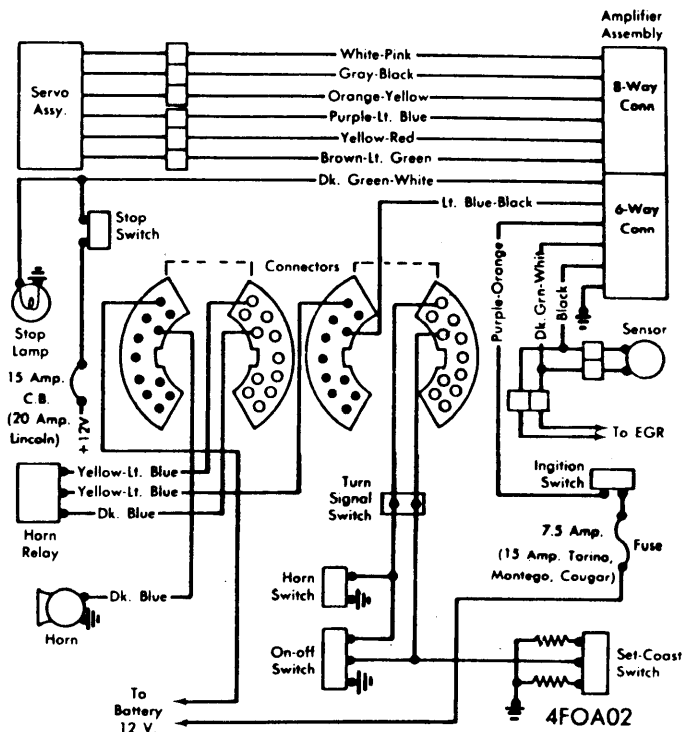 Amplifier
Assembly
White-Pink
Gray-Black
8-Way
Conn
Servo
Assy.
Orange-Yellow
Purple-Lt. Blue
Yellow-Red
Brown-Lt. Green
Dk. Green-White
Lt. Blue-Black
6-Way
Conn
Stop
Switch
Connectors
Purple-Orange
Dk. Grn-Whit
Black
Sensor
Stop
Lamp
15 Amp.
C.B.
(20 Amp.
Lincoln)
+12V
To EGR
Yellow-Lt. Blue
Yellow-Lt. Blue
Dk. Blue
Horn
Relay
Turn
Signal
Switch
Ingition
Switch
7.5 Amp.
(15 Amp. Torino,
Montego, Cougar)
Fuse
Horn
Switch
Dk. Blue
Horn
On-off
Switch
Set-Coast
Switch
To
Battery
12 V.
4FOA02